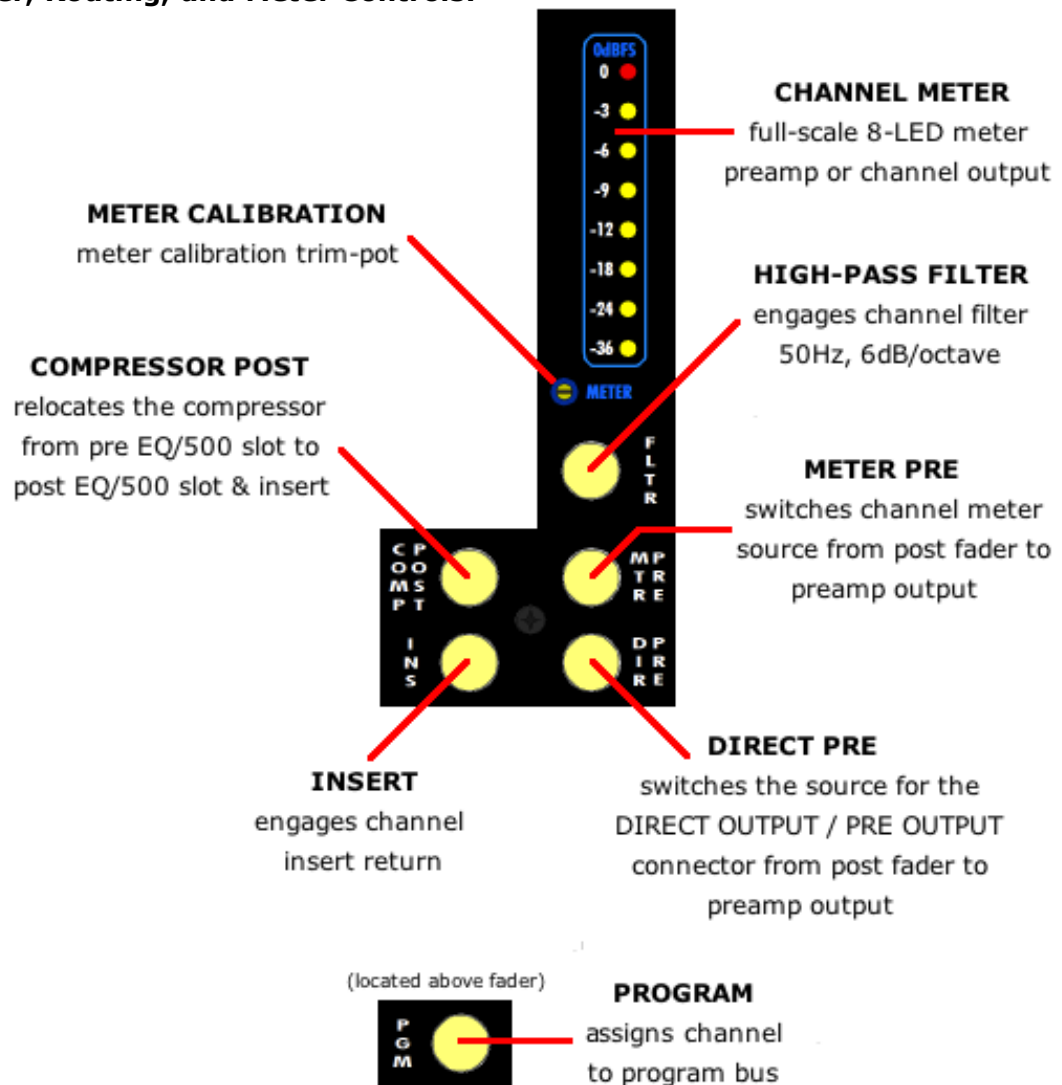 Routing, and Meter Controls:
0dBFS
0
-3
-6
-9
-12
-18
-24
-36
METER
CHANNEL METER
full-scale 8-LED meter
preamp or channel output
METER CALIBRATION
meter calibration trim-pot
HIGH-PASS FILTER
engages channel filter
50Hz, 6dB/octave
COMPRESSOR POST
relocates the compressor
from pre EQ/500 slot to
post EQ/500 slot & insert
FLTR
METER PRE
switches channel meter
source from post fader to
preamp output
COMP POST
MTR PRE
INS
DIR PRE
INSERT
engages channel
insert return
DIRECT PRE
switches the source for the
DIRECT OUTPUT / PRE OUTPUT
connector from post fader to
preamp output
(located above fader)
PGM
PROGRAM
assigns channel
to program bus